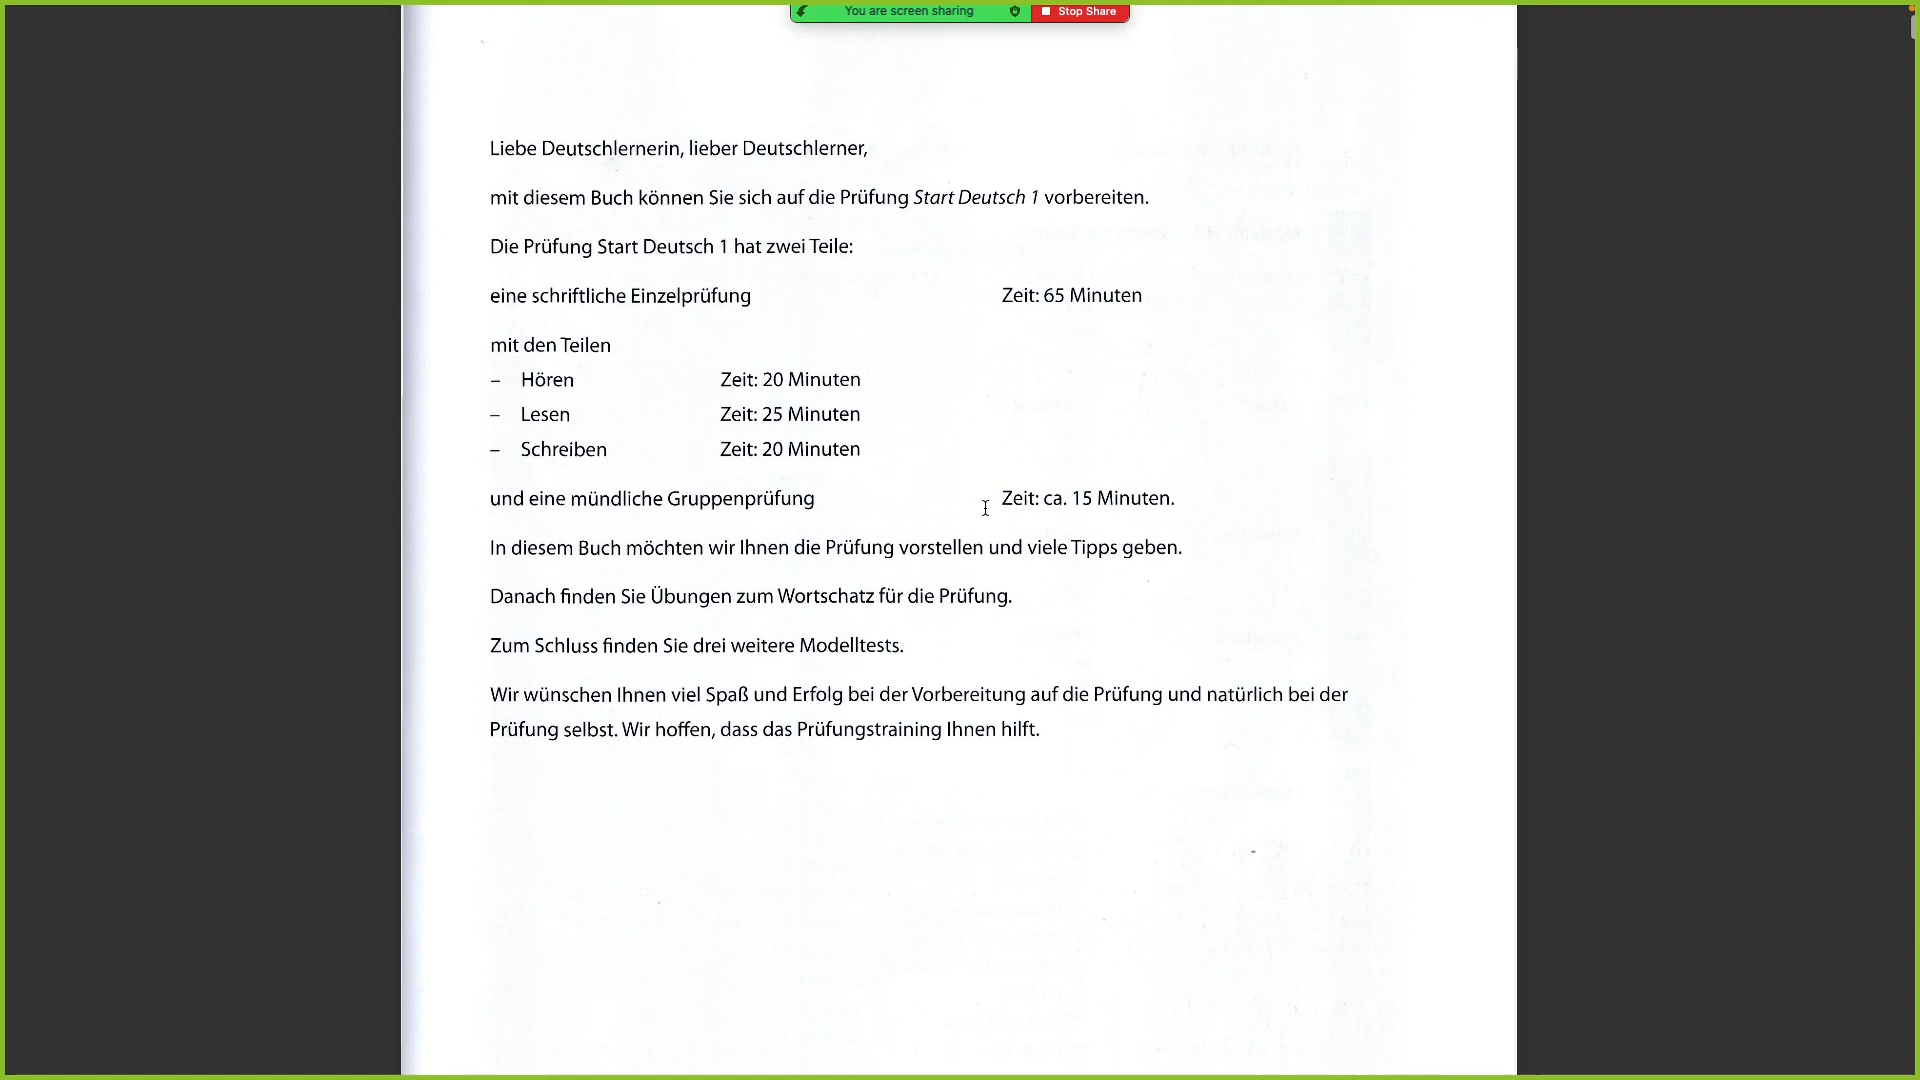 You are screen sharing Stop Share
Liebe Deutschlernerin, lieber Deutschlerner,
mit diesem Buch können Sie sich auf die Prüfung Start Deutsch 1 vorbereiten.
Die Prüfung Start Deutsch 1 hat zwei Teile:
eine schriftliche Einzelprüfung Zeit: 65 Minuten
mit den Teilen
– Hören Zeit: 20 Minuten
– Lesen Zeit: 25 Minuten
– Schreiben Zeit: 20 Minuten
und eine mündliche Gruppenprüfung Zeit: ca. 15 Minuten.
In diesem Buch möchten wir Ihnen die Prüfung vorstellen und viele Tipps geben.
Danach finden Sie Übungen zum Wortschatz für die Prüfung.
Zum Schluss finden Sie drei weitere Modelltests.
Wir wünschen Ihnen viel Spaß und Erfolg bei der Vorbereitung auf die Prüfung und natürlich bei der
Prüfung selbst. Wir hoffen, dass das Prüfungstraining Ihnen hilft.